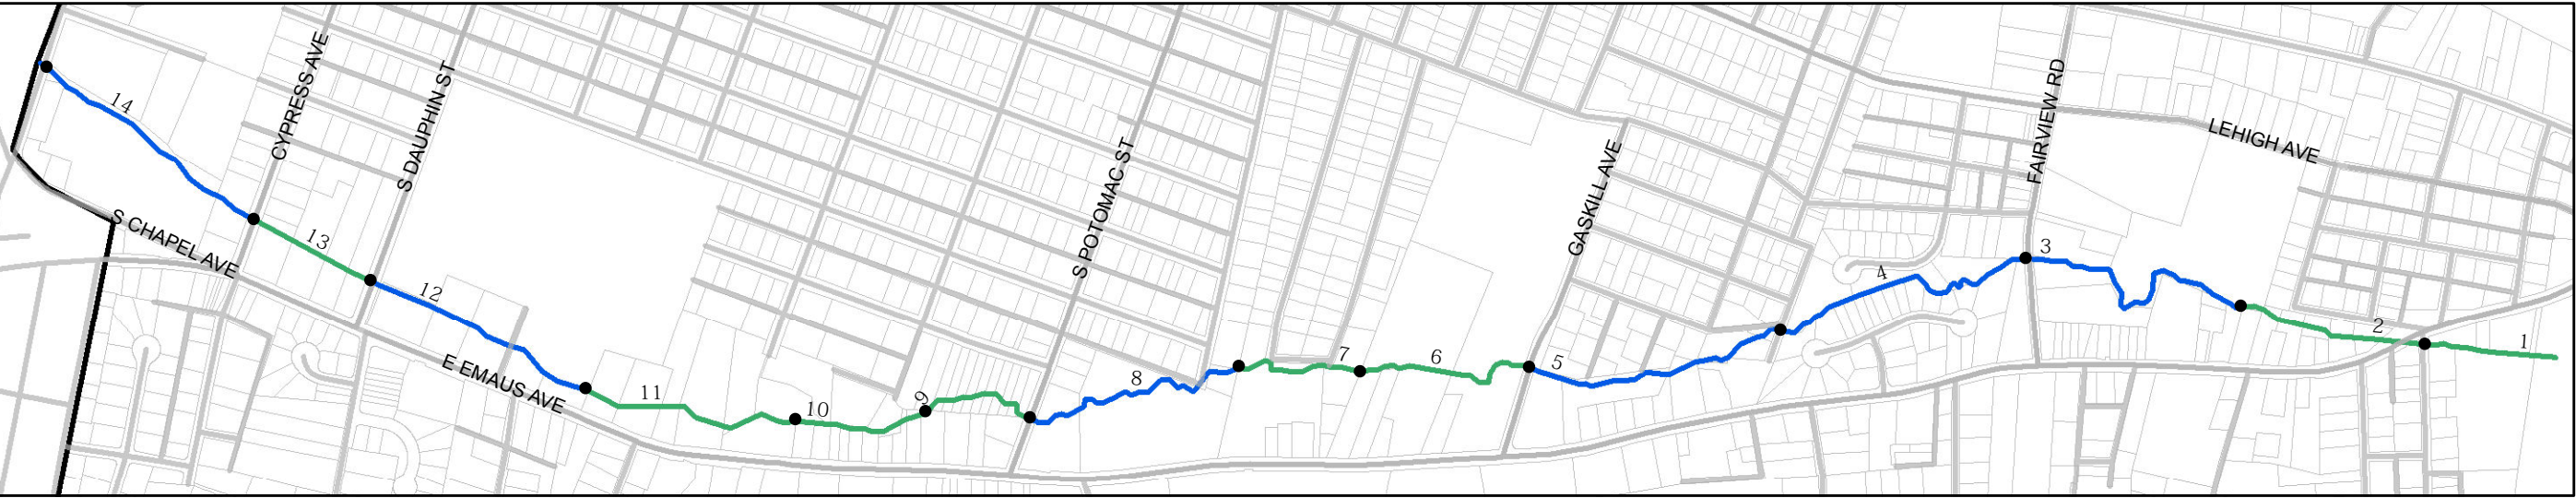 14
CYPRESS AVE
S DAUPHIN ST
S CHAPEL AVE
13
12
E EMAUS AVE
11
10
9
S POTOMAC ST
8
7
6
GASKILL AVE
5
4
FAIRVIEW RD
3
LEHIGH AVE
2
1